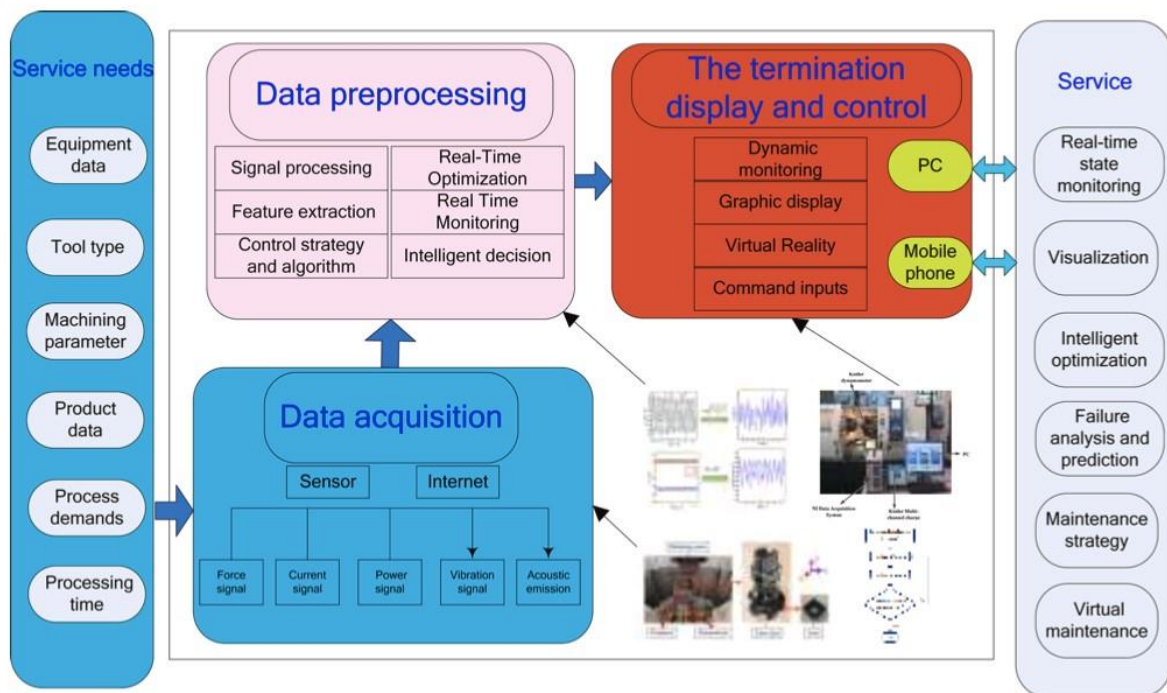 Service needs
Equipment
data
Tool type
Machining
parameter
Product
data
Process
demands
Processing
time
Data preprocessing
Signal processing
Real-Time
Optimization
Feature extraction
Real Time
Monitoring
Control strategy
and algorithm
Intelligent decision
The termination
display and control
Dynamic
monitoring
Graphic display
Virtual Reality
Command inputs
PC
Mobile
phone
Data acquisition
Sensor
Internet
Force
signal
Current
signal
Power
signal
Vibration
signal
Acoustic
emission
Kistler
dynamometer
PC
NI Data Acquisition
System
Kistler Multi-
Service
Real-time
state
monitoring
Visualization
Intelligent
optimization
Failure
analysis and
prediction
Maintenance
strategy
Virtual
maintenance